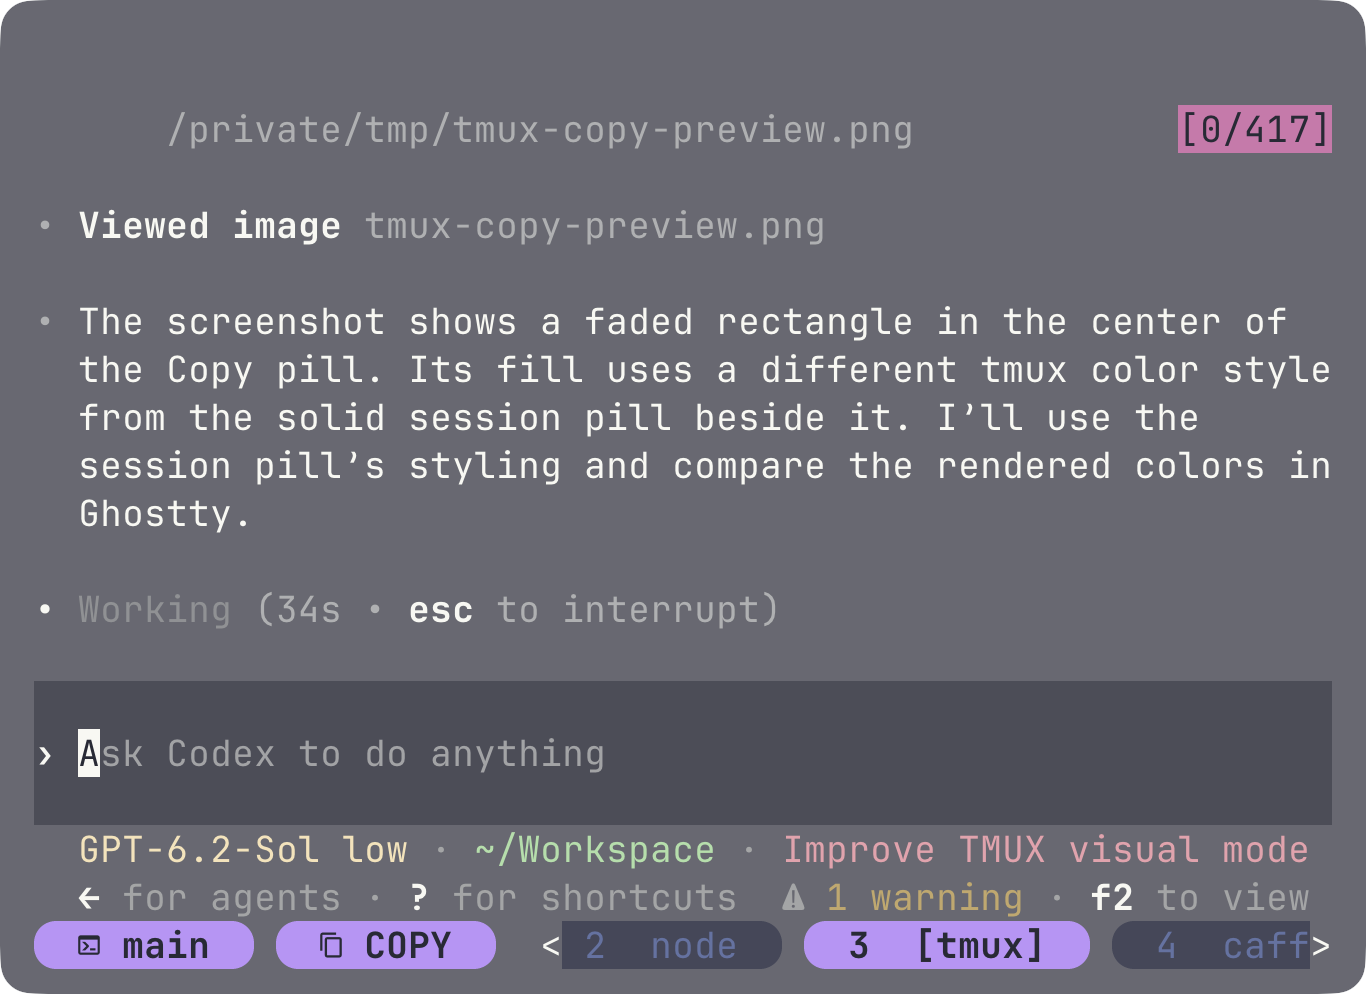 /private/tmp/tmux-copy-preview.png [0/417]
• Viewed image tmux-copy-preview.png
• The screenshot shows a faded rectangle in the center of
the Copy pill. Its fill uses a different tmux color style
from the solid session pill beside it. I’ll use the
session pill’s styling and compare the rendered colors in
Ghostty.
• Working (34s • esc to interrupt)
› Ask Codex to do anything
GPT-6.2-Sol low · ~/Workspace · Improve TMUX visual mode
← for agents · ? for shortcuts ⚠ 1 warning · f2 to view
main COPY < 2 node 3 [tmux] 4 caff>